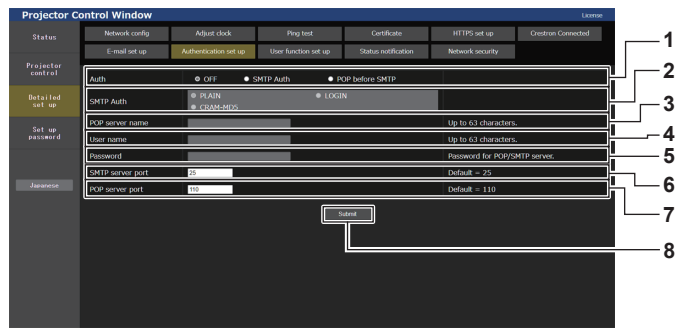 Projector Control Window
License
Status
Network config
Adjust clock
Ping test
Certificate
HTTPS set up
Crestron Connected
E-mail set up
Authentication set up
User function set up
Status notification
Network security
Projector
control
Detailed
set up
Set up
password
Japanese
Auth
OFF
SMTP Auth
POP before SMTP
1
SMTP Auth
PLAIN
LOGIN
CRAM-MD5
2
POP server name
Up to 63 characters.
3
User name
Up to 63 characters.
4
Password
Password for POP/SMTP server.
5
SMTP server port
25
Default = 25
6
POP server port
110
Default = 110
7
Submit
8